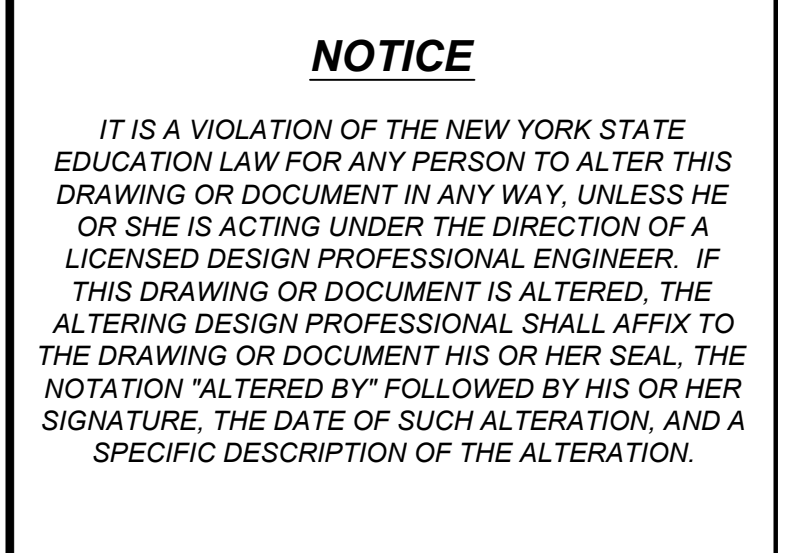 NOTICE
IT IS A VIOLATION OF THE NEW YORK STATE
EDUCATION LAW FOR ANY PERSON TO ALTER THIS
DRAWING OR DOCUMENT IN ANY WAY, UNLESS HE
OR SHE IS ACTING UNDER THE DIRECTION OF A
LICENSED DESIGN PROFESSIONAL ENGINEER.  IF
THIS DRAWING OR DOCUMENT IS ALTERED, THE
ALTERING DESIGN PROFESSIONAL SHALL AFFIX TO
THE DRAWING OR DOCUMENT HIS OR HER SEAL, THE
NOTATION "ALTERED BY" FOLLOWED BY HIS OR HER
SIGNATURE, THE DATE OF SUCH ALTERATION, AND A
SPECIFIC DESCRIPTION OF THE ALTERATION.